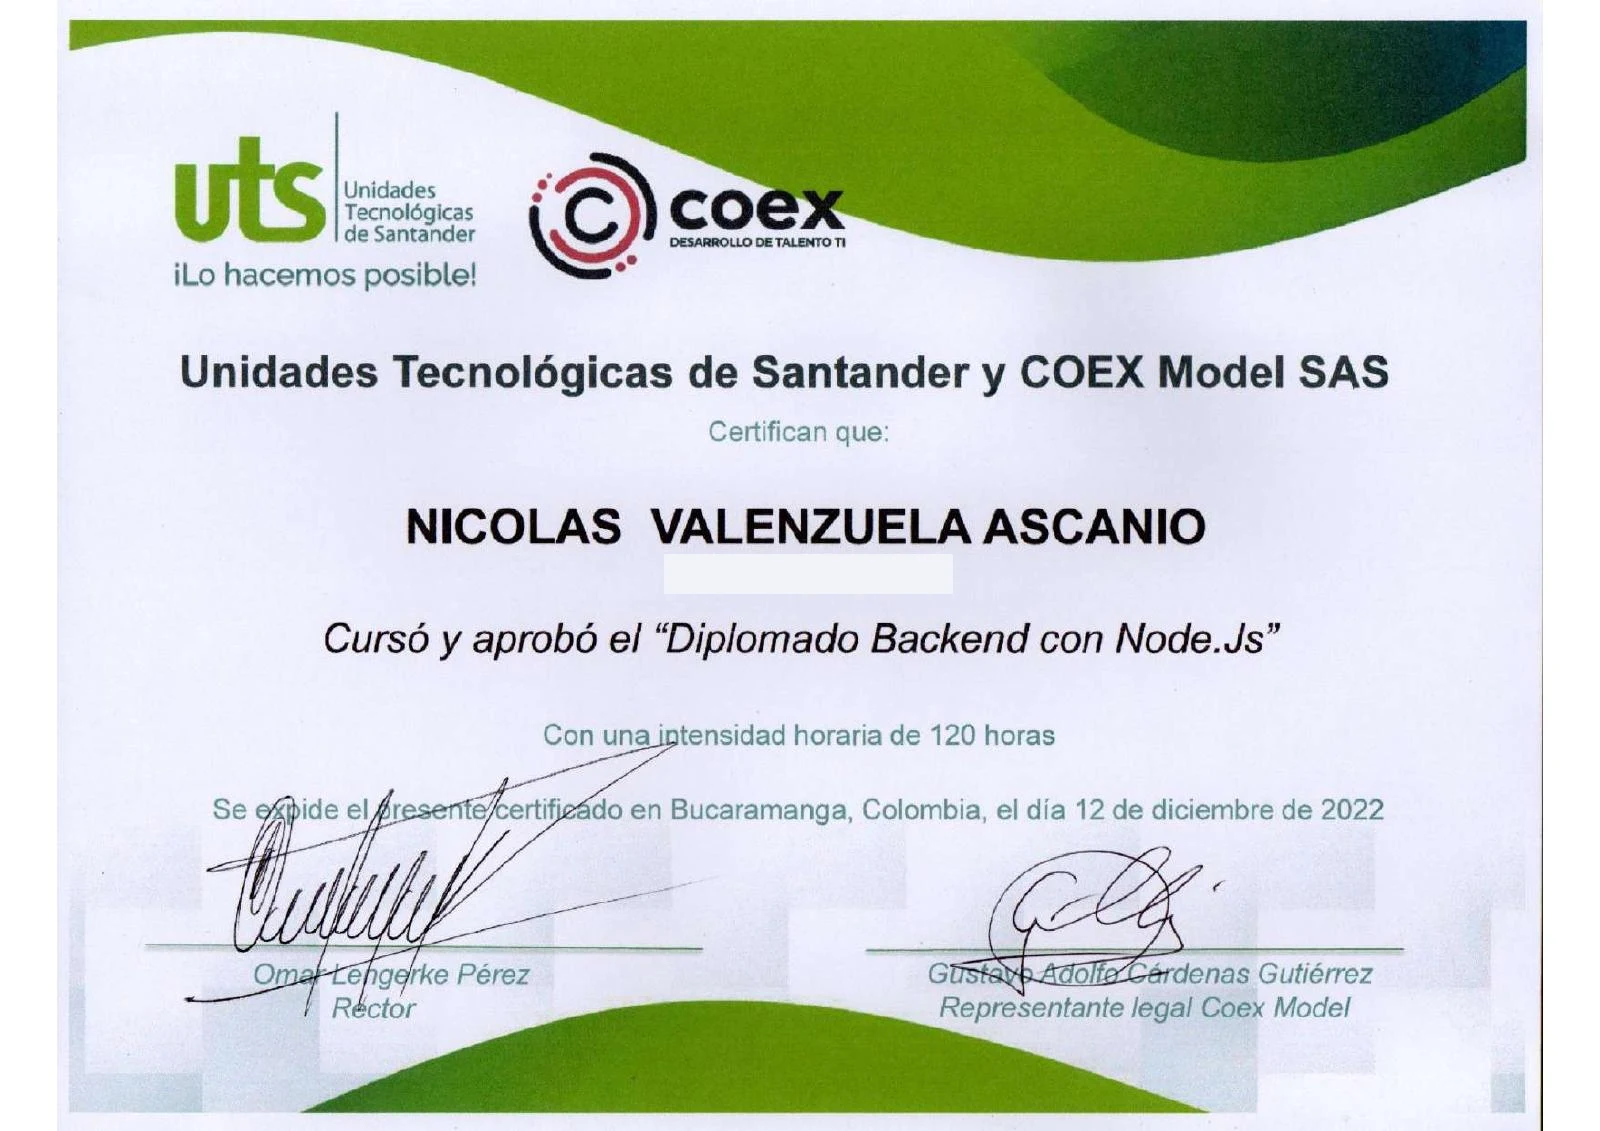 uts
Unidades
Tecnológicas
de Santander
¡Lo hacemos posible!
C coex
DESARROLLO DE TALENTO TI
Unidades Tecnológicas de Santander y COEX Model SAS
Certifican que:
NICOLAS VALENZUELA ASCANIO
Cursó y aprobó el “Diplomado Backend con Node.Js”
Con una intensidad horaria de 120 horas
Se expide el presente certificado en Bucaramanga, Colombia, el día 12 de diciembre de 2022
Omar Lengerke Pérez
Rector
Gustavo Adolfo Cárdenas Gutiérrez
Representante legal Coex Model